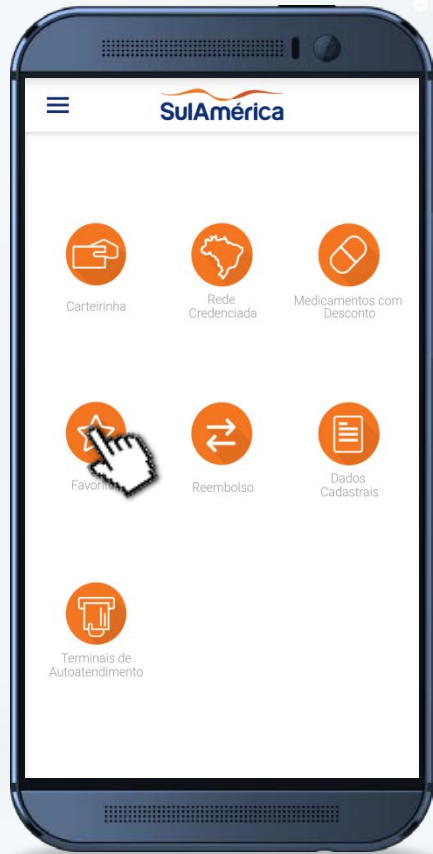 SulAmérica
Carteirinha
Rede
Credenciada
Medicamentos com
Desconto
Reembolso
Dados
Cadastrais
Terminais de
Autoatendimento